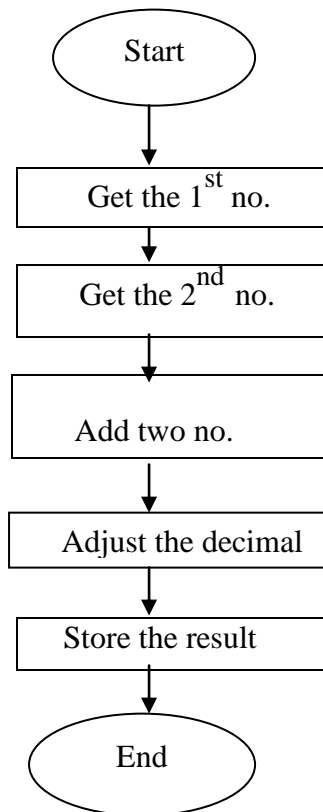 Start
Get the 1st no.
Get the 2nd no.
Add two no.
Adjust the decimal
Store the result
End